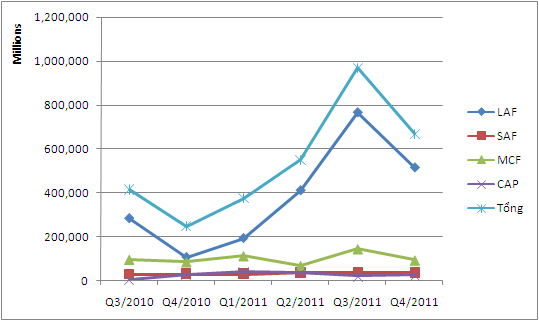 Millions
1,200,000
1,000,000
800,000
600,000
400,000
200,000
0
Q3/2010 Q4/2010 Q1/2011 Q2/2011 Q3/2011 Q4/2011
LAF
SAF
MCF
CAP
Tổng